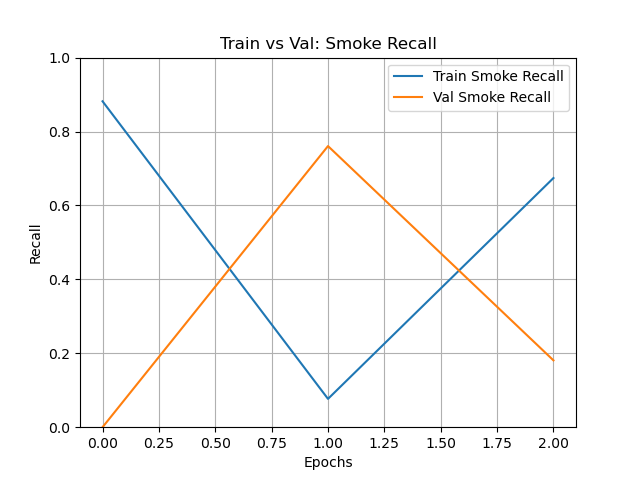 Train vs Val: Smoke Recall
Train Smoke Recall
Val Smoke Recall
Recall
1.0
0.8
0.6
0.4
0.2
0.0
0.00 0.25 0.50 0.75 1.00 1.25 1.50 1.75 2.00
Epochs